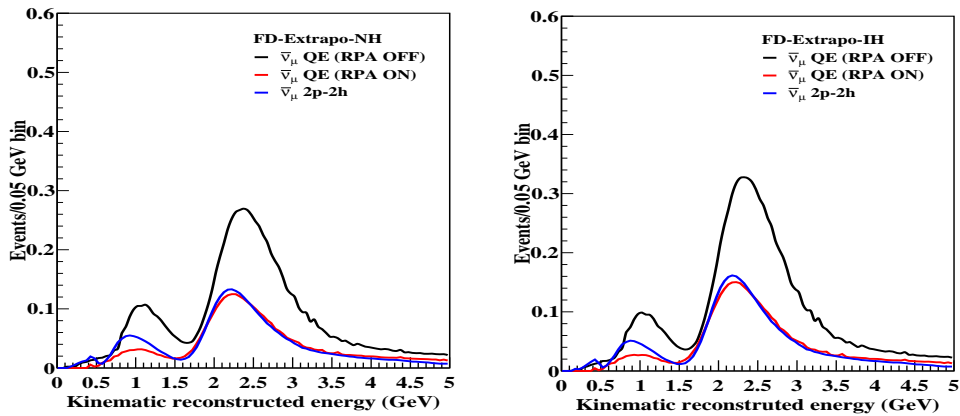 0.6
0.5
0.4
0.3
0.2
0.1
0
Events/0.05 GeV bin
FD-Extrapo-NH
ν̅μ QE (RPA OFF)
ν̅μ QE (RPA ON)
ν̅μ 2p-2h
0 0.5 1 1.5 2 2.5 3 3.5 4 4.5 5
Kinematic reconstructed energy (GeV)
0.6
0.5
0.4
0.3
0.2
0.1
0
Events/0.05 GeV bin
FD-Extrapo-IH
ν̅μ QE (RPA OFF)
ν̅μ QE (RPA ON)
ν̅μ 2p-2h
0 0.5 1 1.5 2 2.5 3 3.5 4 4.5 5
Kinematic reconstruted energy (GeV)